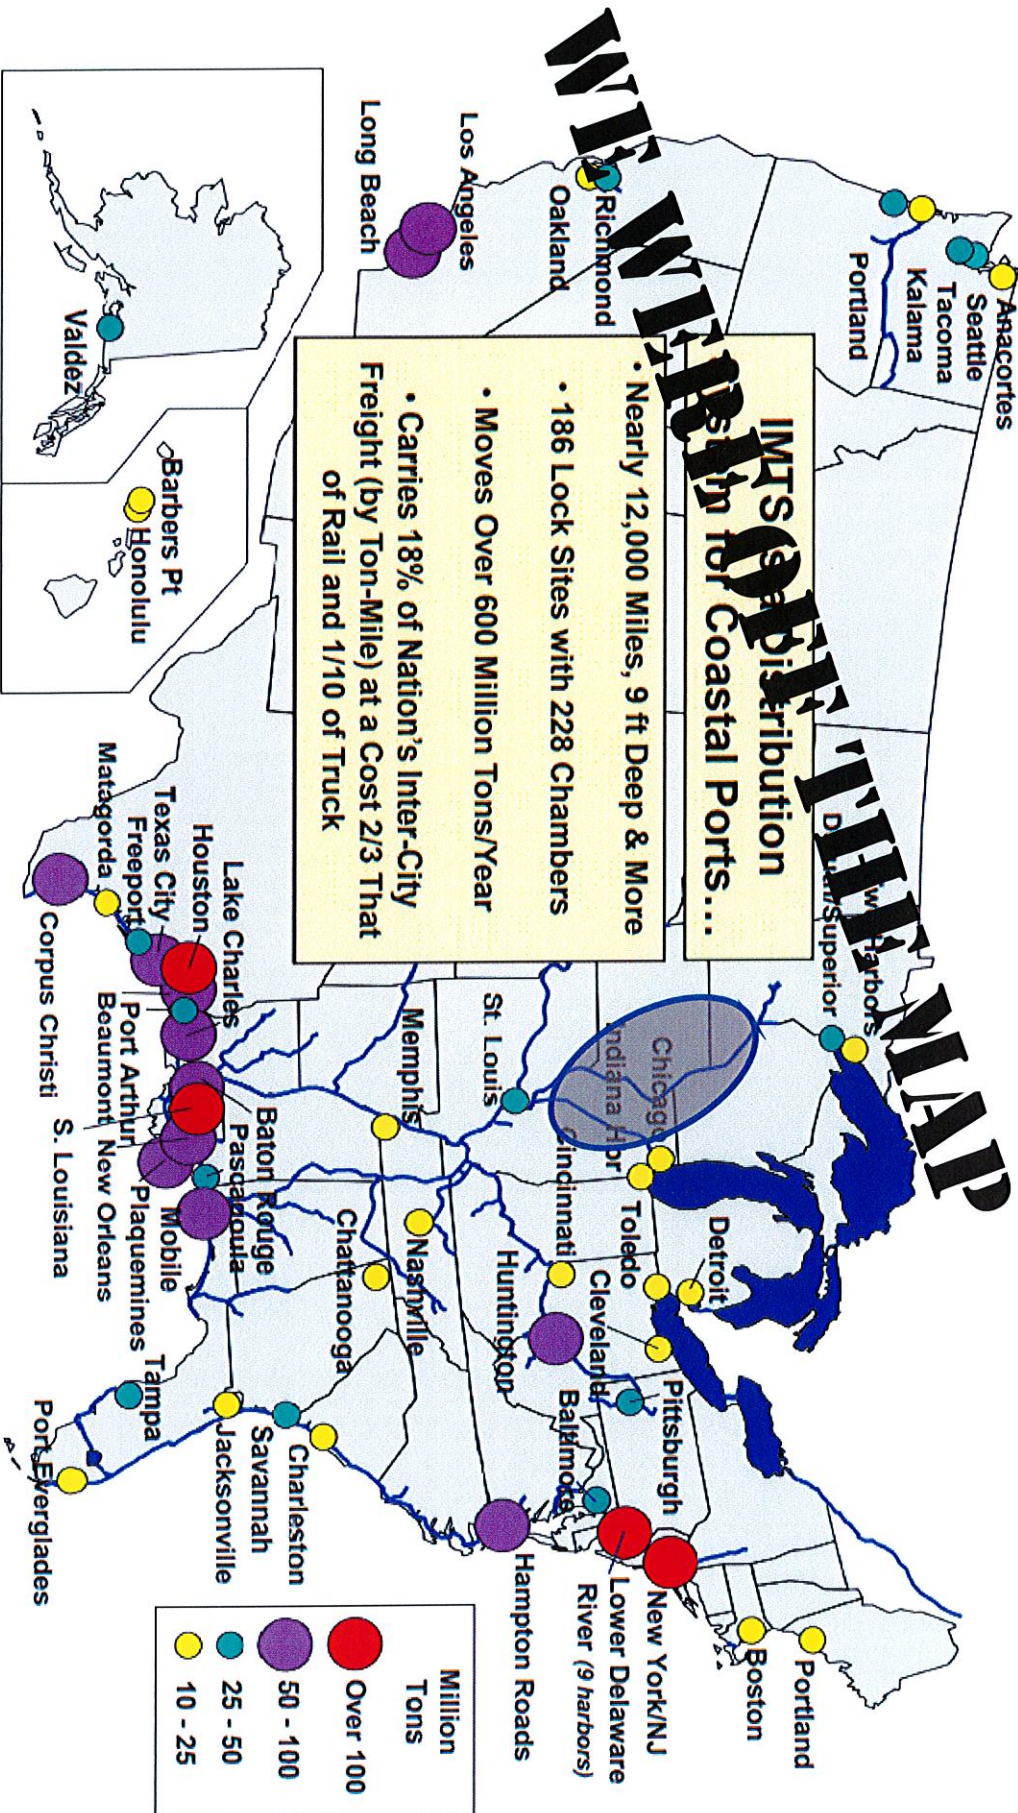 WE WERE OFF THE MAP
IMTS
Distribution
for Coastal Ports...
• Nearly 12,000 Miles, 9 ft Deep & More
• 186 Lock Sites with 228 Chambers
• Moves Over 600 Million Tons/Year
• Carries 18% of Nation's Inter-City
Freight (by Ton-Mile) at a Cost 2/3 That
of Rail and 1/10 of Truck
Anacortes
Seattle
Tacoma
Kalama
Portland
Richmond
Oakland
Los Angeles
Long Beach
Valdez
Barbers Pt
Honolulu
Harbors
/Superior
Chicago
Indiana Hbr
St. Louis
Memphis
Detroit
Toledo
Cleveland
Cincinnati
Huntington
Pittsburgh
Nashville
Chattanooga
Portland
Boston
New York/NJ
Lower Delaware
River (9 harbors)
Baltimore
Hampton Roads
Charleston
Savannah
Jacksonville
Tampa
Port Everglades
Lake Charles
Houston
Texas City
Freeport
Matagorda
Corpus Christi
Port Arthur
Beaumont
Baton Rouge
Pascagoula
Mobile
Plaquemines
New Orleans
S. Louisiana
Million
Tons
Over 100
50 - 100
25 - 50
10 - 25